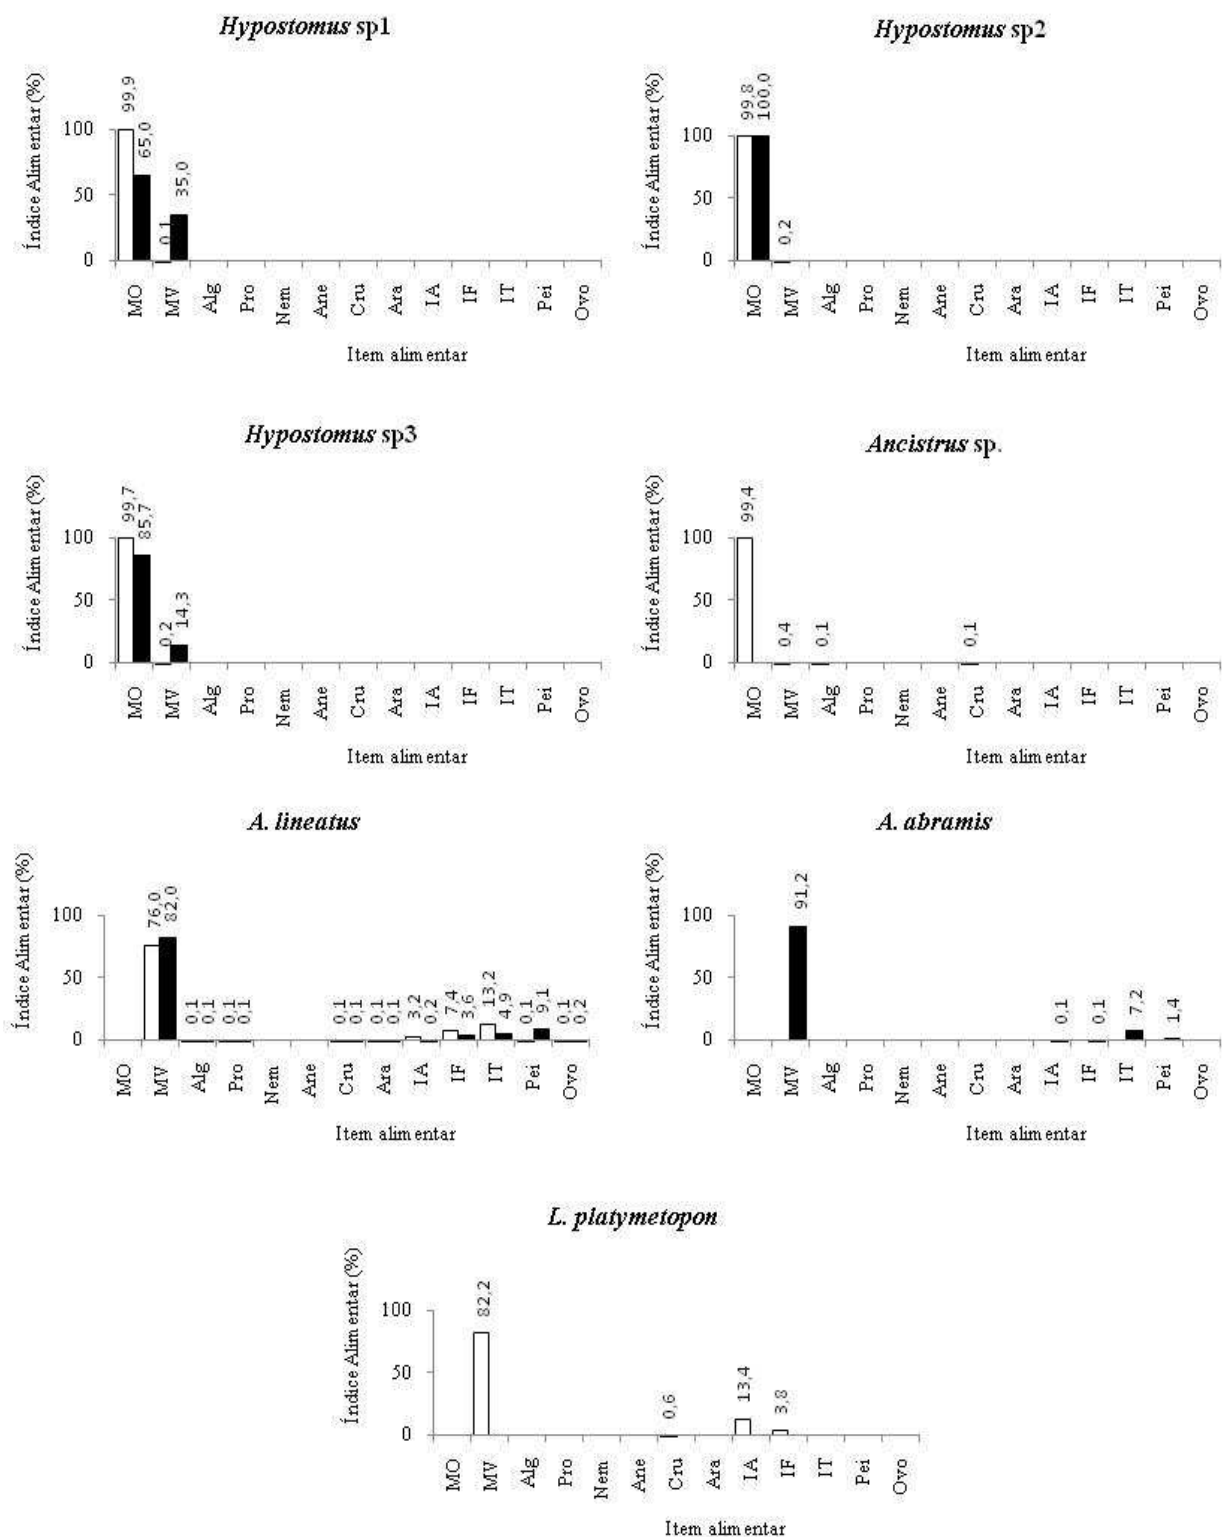 Hypostomus sp1
Índice Alimentar (%)
100
50
0
99,9
65,0
0,1
35,0
MO MV Alg Pro Nem Ane Cru Ara IA IF IT Pei Ovo
Item alimentar
Hypostomus sp2
Índice Alimentar (%)
100
50
0
99,8
100,0
0,2
MO MV Alg Pro Nem Ane Cru Ara IA IF IT Pei Ovo
Item alimentar
Hypostomus sp3
Índice Alimentar (%)
100
50
0
99,7
85,7
0,2
14,3
MO MV Alg Pro Nem Ane Cru Ara IA IF IT Pei Ovo
Item alimentar
Ancistrus sp.
Índice Alimentar (%)
100
50
0
99,4
0,4
0,1
0,1
MO MV Alg Pro Nem Ane Cru Ara IA IF IT Pei Ovo
Item alimentar
A. lineatus
Índice Alimentar (%)
100
50
0
76,0
82,0
0,1
0,1
0,1
0,1
0,1
0,1
0,1
0,1
3,2
0,2
7,4
3,6
13,2
4,9
0,1
9,1
0,1
0,2
MO MV Alg Pro Nem Ane Cru Ara IA IF IT Pei Ovo
Item alimentar
A. abramis
Índice Alimentar (%)
100
50
0
91,2
0,1
0,1
7,2
1,4
MO MV Alg Pro Nem Ane Cru Ara IA IF IT Pei Ovo
Item alimentar
L. platymetopon
Índice Alimentar (%)
100
50
0
82,2
0,6
13,4
3,8
MO MV Alg Pro Nem Ane Cru Ara IA IF IT Pei Ovo
Item alimentar